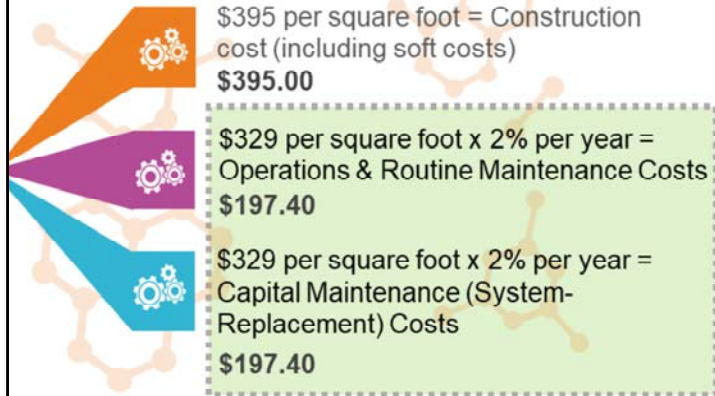 $395 per square foot = Construction
cost (including soft costs)
$395.00
$329 per square foot x 2% per year =
Operations & Routine Maintenance Costs
$197.40
$329 per square foot x 2% per year =
Capital Maintenance (System-
Replacement) Costs
$197.40